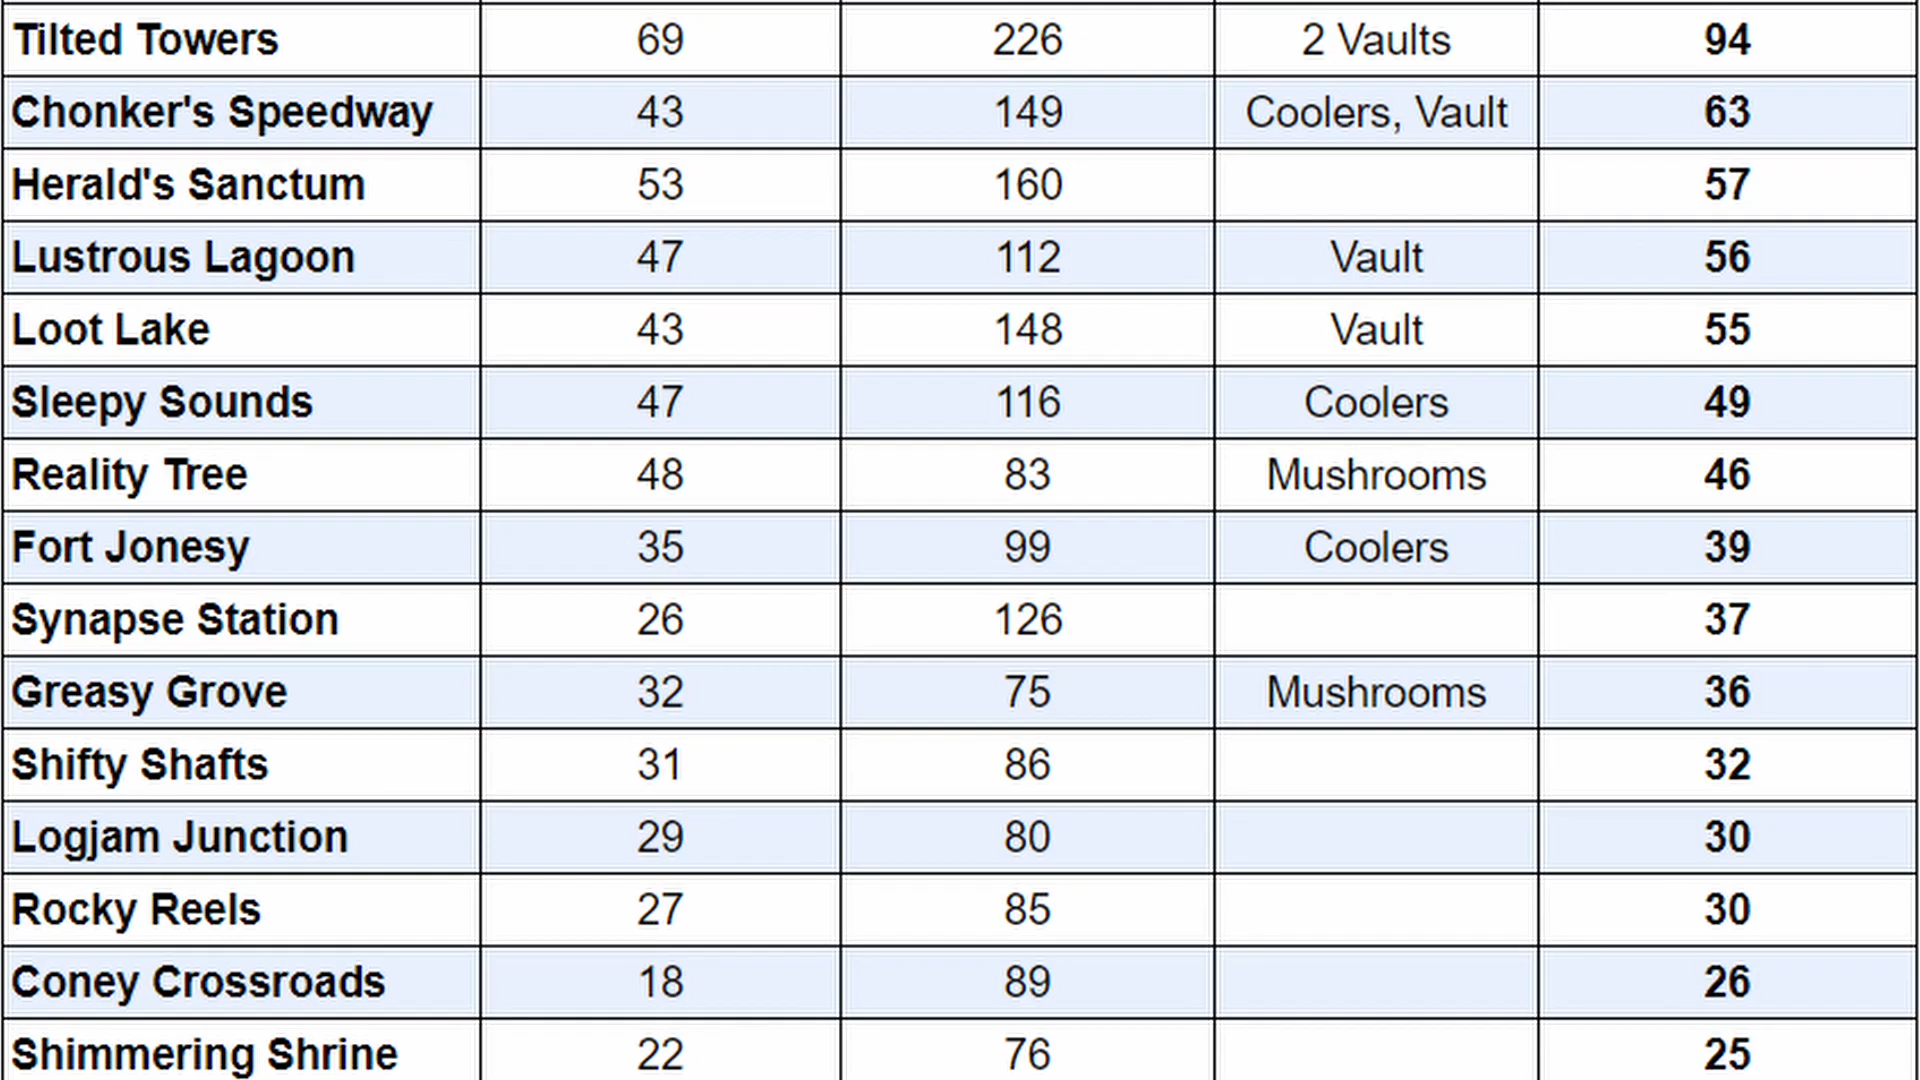 Tilted Towers 69 226 2 Vaults 94
Chonker's Speedway 43 149 Coolers, Vault 63
Herald's Sanctum 53 160 57
Lustrous Lagoon 47 112 Vault 56
Loot Lake 43 148 Vault 55
Sleepy Sounds 47 116 Coolers 49
Reality Tree 48 83 Mushrooms 46
Fort Jonesy 35 99 Coolers 39
Synapse Station 26 126 37
Greasy Grove 32 75 Mushrooms 36
Shifty Shafts 31 86 32
Logjam Junction 29 80 30
Rocky Reels 27 85 30
Coney Crossroads 18 89 26
Shimmering Shrine 22 76 25